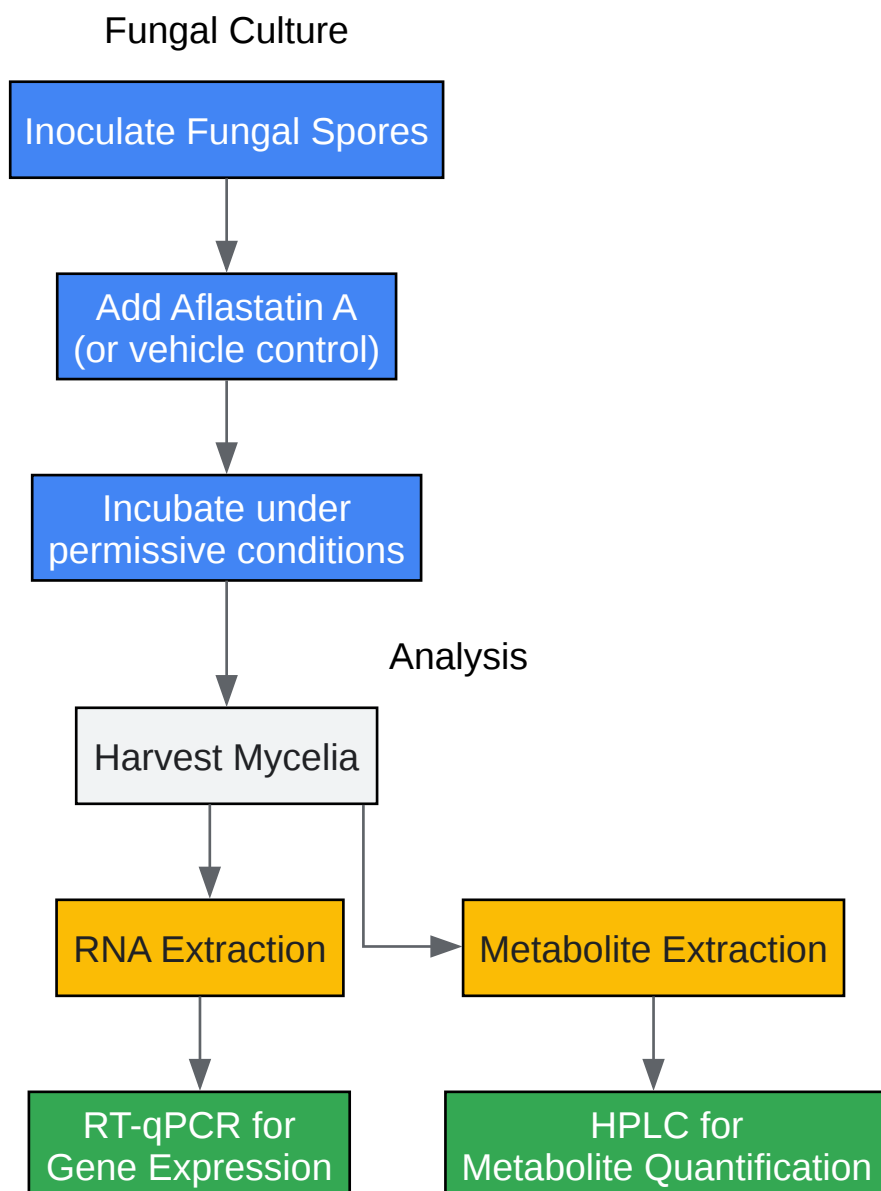 Fungal Culture
Inoculate Fungal Spores
Add Aflastatin A
(or vehicle control)
Incubate under
permissive conditions
Analysis
Harvest Mycelia
RNA Extraction
Metabolite Extraction
RT-qPCR for
Gene Expression
HPLC for
Metabolite Quantification